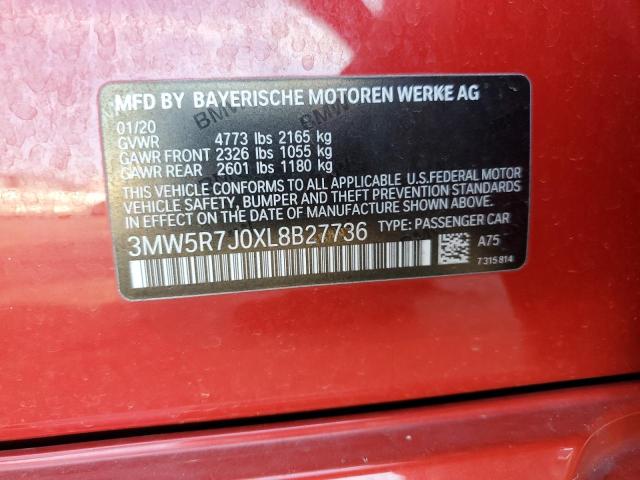 MFD BY BAYERISCHE MOTOREN WERKE AG
01/20
GVWR 4773 lbs 2165 kg
GAWR FRONT 2326 lbs 1055 kg
GAWR REAR 2601 lbs 1180 kg
THIS VEHICLE CONFORMS TO ALL APPLICABLE U.S.FEDERAL MOTOR
VEHICLE SAFETY, BUMPER, AND THEFT PREVENTION STANDARDS
IN EFFECT ON THE DATE OF MANUFACTURE SHOWN ABOVE.
3MW5R7J0XL8B27736 TYPE: PASSENGER CAR
A75
7315814